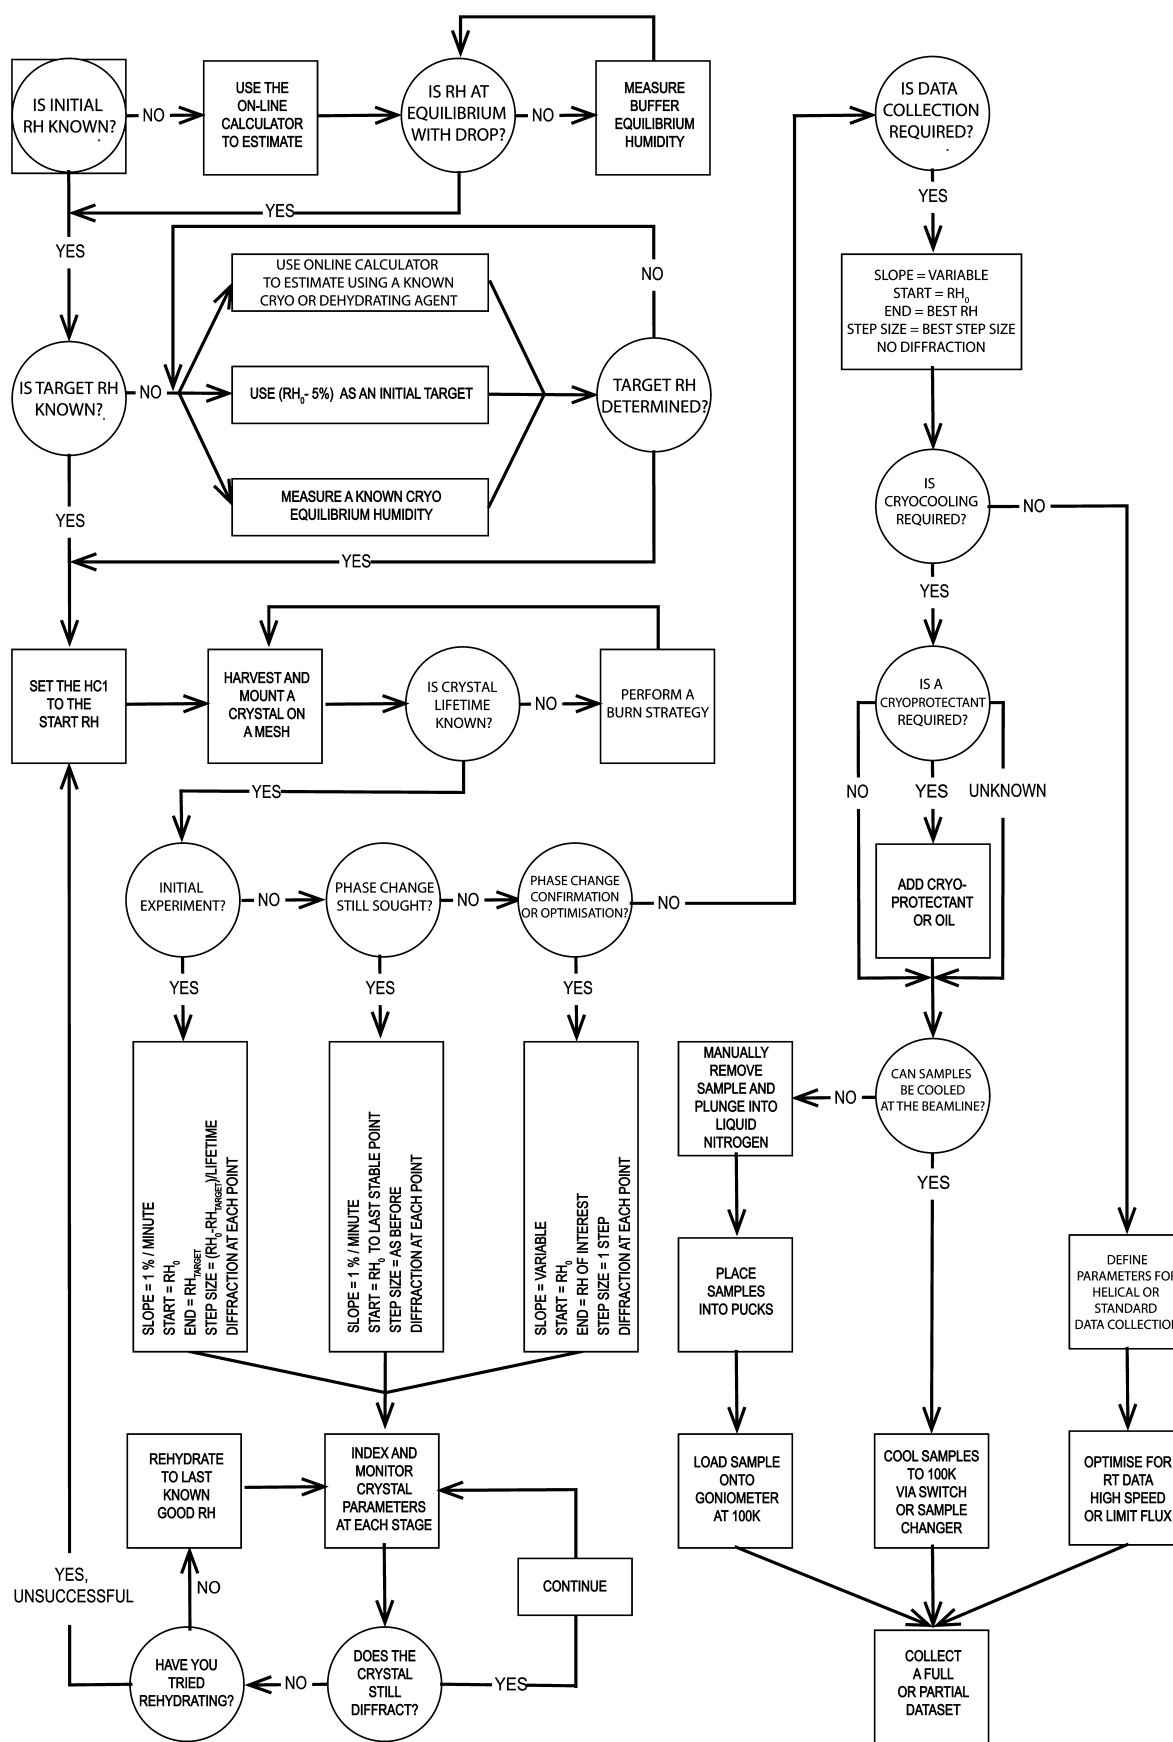 IS INITIAL
RH KNOWN?
NO
USE THE
ON-LINE
CALCULATOR
TO ESTIMATE
IS RH AT
EQUILIBRIUM
WITH DROP?
NO
MEASURE
BUFFER
EQUILIBRIUM
HUMIDITY
YES
YES
IS TARGET RH
KNOWN?
NO
USE ONLINE CALCULATOR
TO ESTIMATE USING A KNOWN
CRYO OR DEHYDRATING AGENT
USE (RH0- 5%) AS AN INITIAL TARGET
MEASURE A KNOWN CRYO
EQUILIBRIUM HUMIDITY
NO
TARGET RH
DETERMINED?
YES
YES
SET THE HC1
TO THE
START RH
HARVEST AND
MOUNT A
CRYSTAL ON
A MESH
IS CRYSTAL
LIFETIME
KNOWN?
NO
PERFORM A
BURN STRATEGY
YES
INITIAL
EXPERIMENT?
NO
PHASE CHANGE
STILL SOUGHT?
NO
PHASE CHANGE
CONFIRMATION
OR OPTIMISATION?
NO
YES
YES
YES
SLOPE = 1 % / MINUTE
START = RH0
END = RHTARGET
STEP SIZE = (RH0-RHTARGET)/LIFETIME
DIFFRACTION AT EACH POINT
SLOPE = 1 % / MINUTE
START = RH0 TO LAST STABLE POINT
STEP SIZE = AS BEFORE
DIFFRACTION AT EACH POINT
SLOPE = VARIABLE
START = RH0
END = RH OF INTEREST
STEP SIZE = 1 STEP
DIFFRACTION AT EACH POINT
REHYDRATE
TO LAST
KNOWN
GOOD RH
INDEX AND
MONITOR
CRYSTAL
PARAMETERS
AT EACH STAGE
CONTINUE
YES,
UNSUCCESSFUL
NO
HAVE YOU
TRIED
REHYDRATING?
NO
DOES THE
CRYSTAL
STILL
DIFFRACT?
YES
IS DATA
COLLECTION
REQUIRED?
YES
SLOPE = VARIABLE
START = RH0
END = BEST RH
STEP SIZE = BEST STEP SIZE
NO DIFFRACTION
IS
CRYOCOOLING
REQUIRED?
NO
YES
IS A
CRYOPROTECTANT
REQUIRED?
NO
YES
UNKNOWN
ADD CRYO-
PROTECTANT
OR OIL
CAN SAMPLES
BE COOLED
AT THE BEAMLINE?
NO
MANUALLY
REMOVE
SAMPLE AND
PLUNGE INTO
LIQUID
NITROGEN
YES
PLACE
SAMPLES
INTO PUCKS
DEFINE
PARAMETERS FOR
HELICAL OR
STANDARD
DATA COLLECTION
LOAD SAMPLE
ONTO
GONIOMETER
AT 100K
COOL SAMPLES
TO 100K
VIA SWITCH
OR SAMPLE
CHANGER
OPTIMISE FOR
RT DATA
HIGH SPEED
OR LIMIT FLUX
COLLECT
A FULL
OR PARTIAL
DATASET